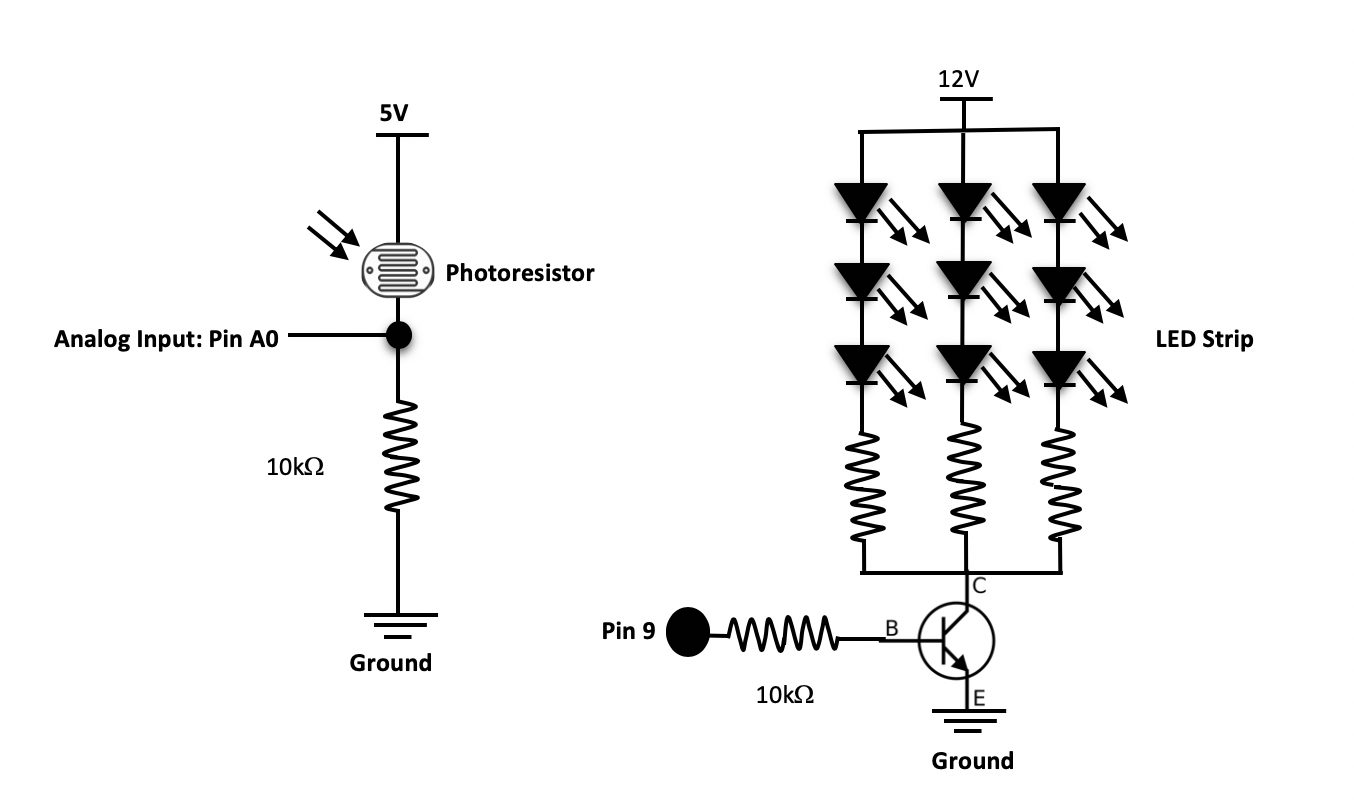 5V
Photoresistor
Analog Input: Pin A0
10kΩ
Ground
12V
LED Strip
C
Pin 9
B
10kΩ
E
Ground